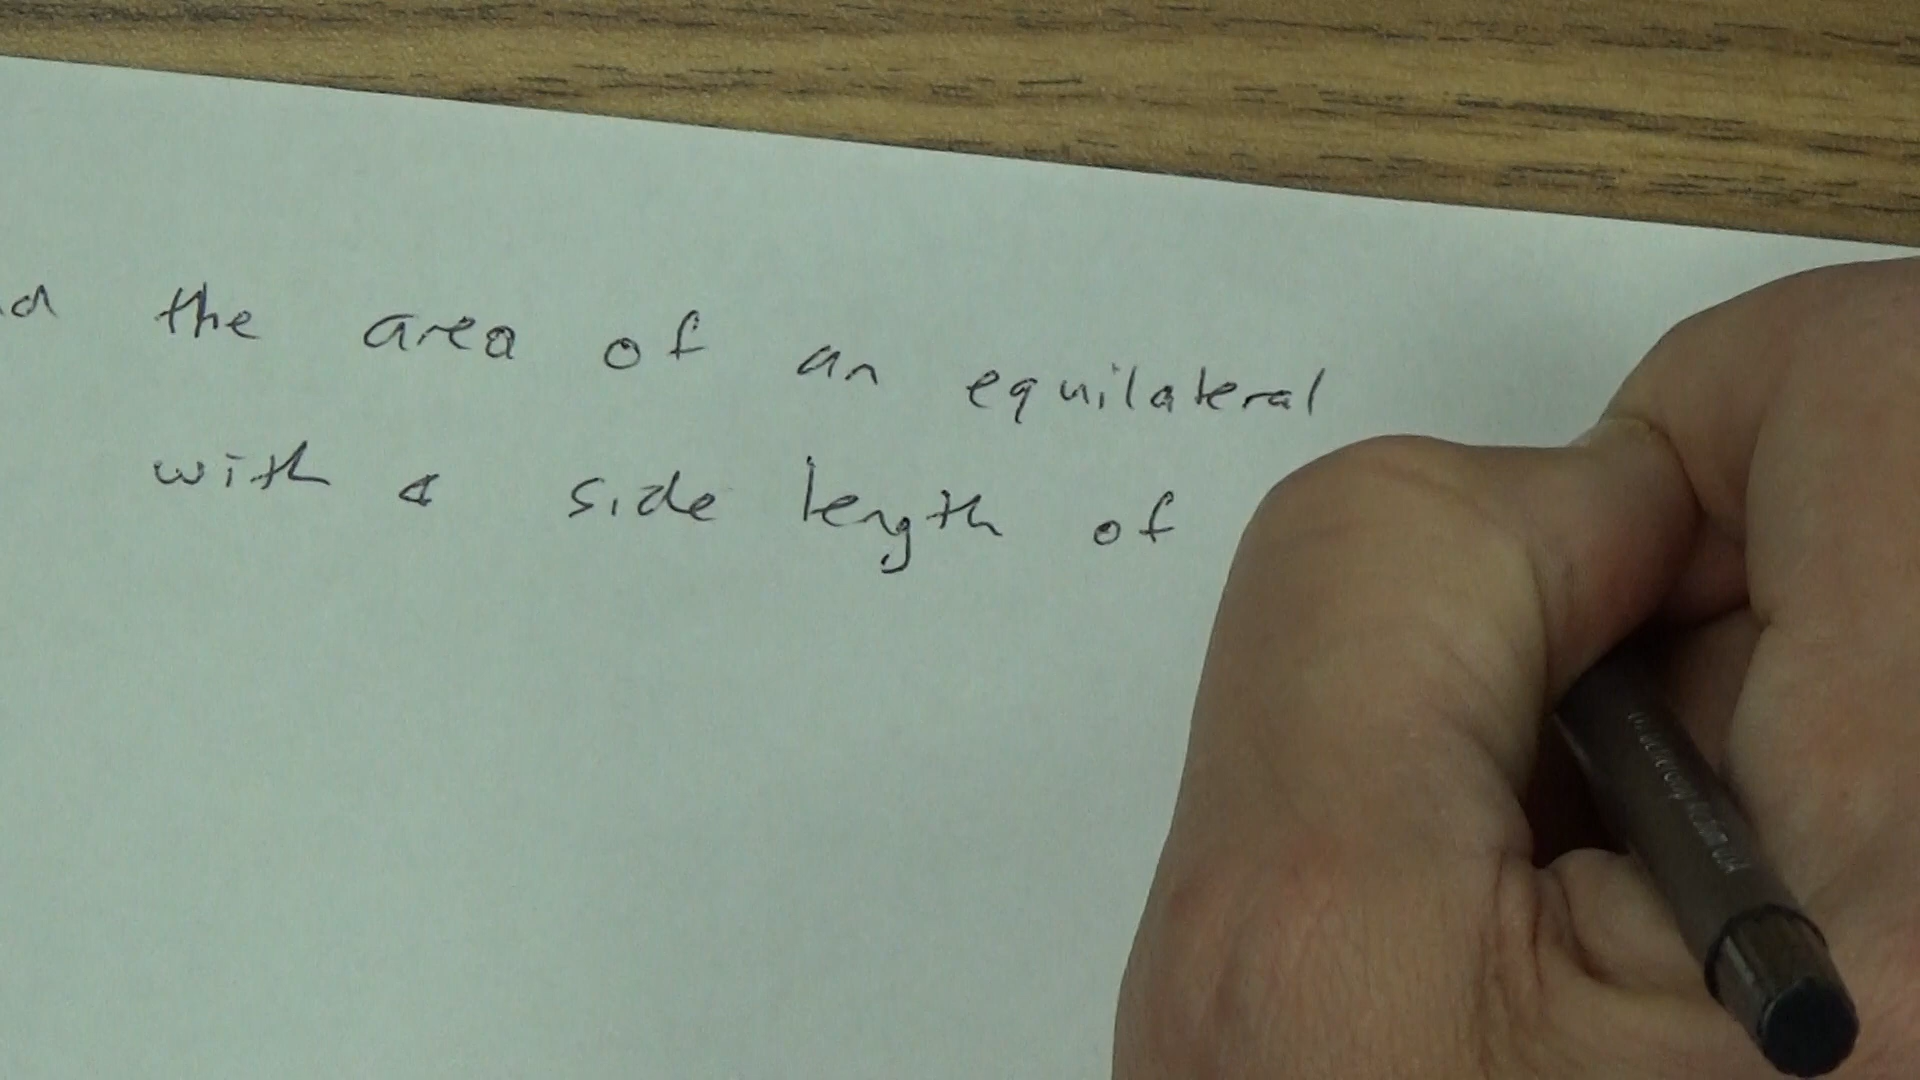 the area of an equilateral
with a side length of